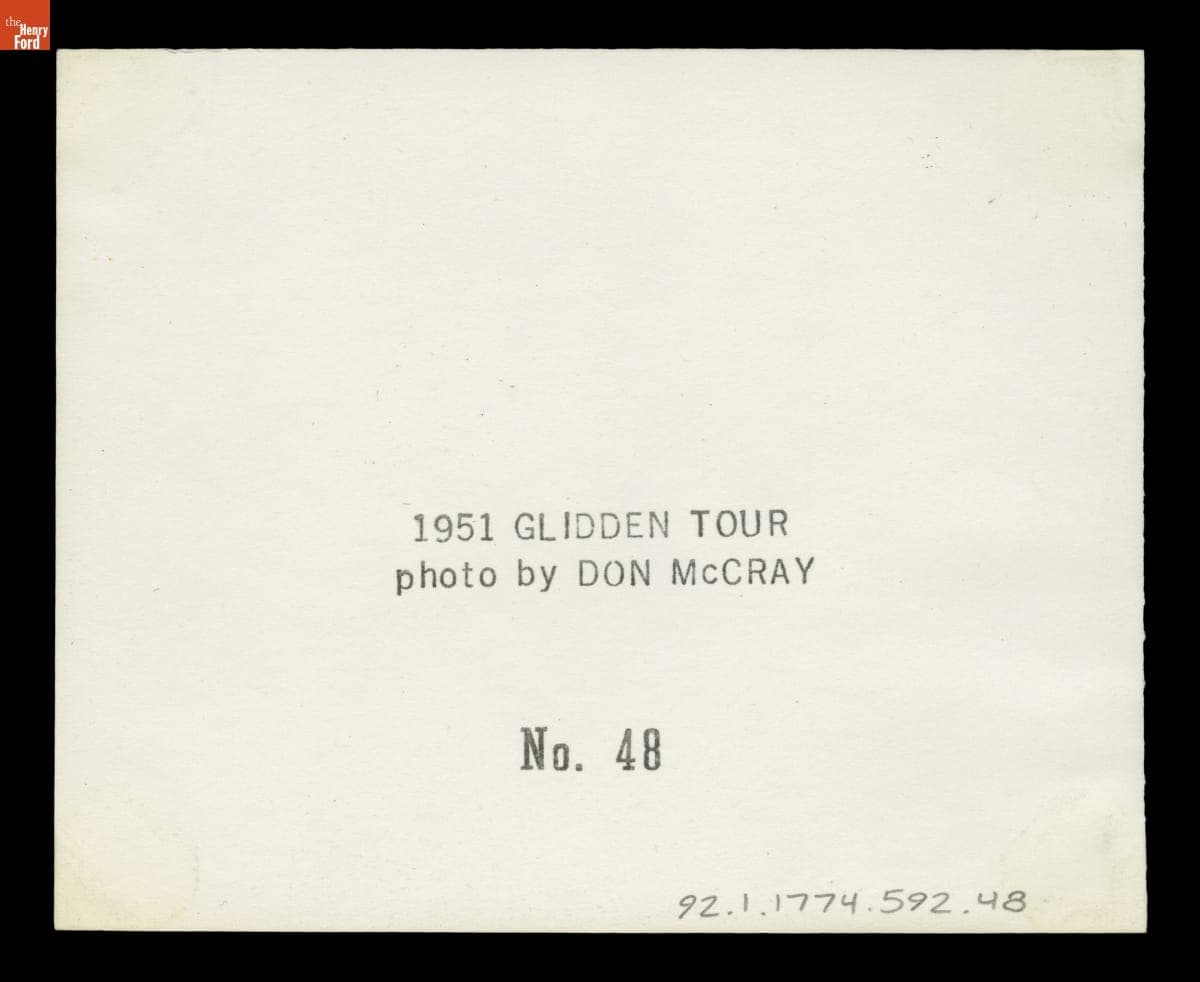 the
Henry
Ford
1951 GLIDDEN TOUR
photo by DON McCRAY
No. 48
92.1.1774.592.48